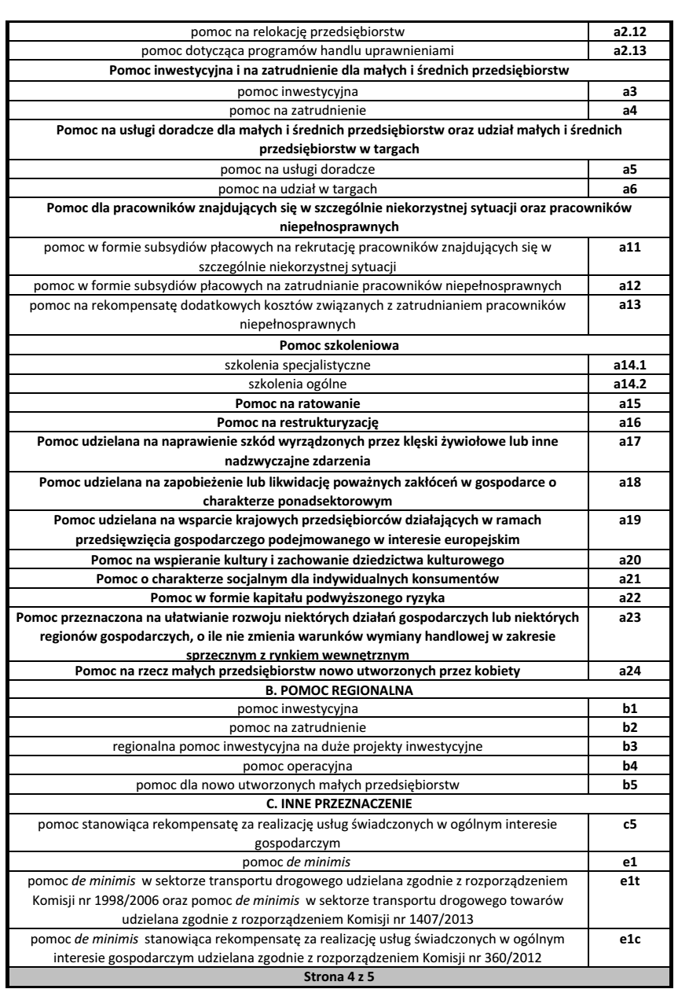 pomoc na relokację przedsiębiorstw a2.12
pomoc dotycząca programów handlu uprawnieniami a2.13
Pomoc inwestycyjna i na zatrudnienie dla małych i średnich przedsiębiorstw
pomoc inwestycyjna a3
pomoc na zatrudnienie a4
Pomoc na usługi doradcze dla małych i średnich przedsiębiorstw oraz udział małych i średnich
przedsiębiorstw w targach
pomoc na usługi doradcze a5
pomoc na udział w targach a6
Pomoc dla pracowników znajdujących się w szczególnie niekorzystnej sytuacji oraz pracowników
niepełnosprawnych
pomoc w formie subsydiów płacowych na rekrutację pracowników znajdujących się w a11
szczególnie niekorzystnej sytuacji
pomoc w formie subsydiów płacowych na zatrudnianie pracowników niepełnosprawnych a12
pomoc na rekompensatę dodatkowych kosztów związanych z zatrudnianiem pracowników a13
niepełnosprawnych
Pomoc szkoleniowa
szkolenia specjalistyczne a14.1
szkolenia ogólne a14.2
Pomoc na ratowanie a15
Pomoc na restrukturyzację a16
Pomoc udzielana na naprawienie szkód wyrządzonych przez klęski żywiołowe lub inne a17
nadzwyczajne zdarzenia
Pomoc udzielana na zapobieżenie lub likwidację poważnych zakłóceń w gospodarce o a18
charakterze ponadsektorowym
Pomoc udzielana na wsparcie krajowych przedsiębiorców działających w ramach a19
przedsięwzięcia gospodarczego podejmowanego w interesie europejskim
Pomoc na wspieranie kultury i zachowanie dziedzictwa kulturowego a20
Pomoc o charakterze socjalnym dla indywidualnych konsumentów a21
Pomoc w formie kapitału podwyższonego ryzyka a22
Pomoc przeznaczona na ułatwianie rozwoju niektórych działań gospodarczych lub niektórych a23
regionów gospodarczych, o ile nie zmienia warunków wymiany handlowej w zakresie
sprzecznym z rynkiem wewnętrznym
Pomoc na rzecz małych przedsiębiorstw nowo utworzonych przez kobiety a24
B. POMOC REGIONALNA
pomoc inwestycyjna b1
pomoc na zatrudnienie b2
regionalna pomoc inwestycyjna na duże projekty inwestycyjne b3
pomoc operacyjna b4
pomoc dla nowo utworzonych małych przedsiębiorstw b5
C. INNE PRZEZNACZENIE
pomoc stanowiąca rekompensatę za realizację usług świadczonych w ogólnym interesie c5
gospodarczym
pomoc de minimis e1
pomoc de minimis w sektorze transportu drogowego udzielana zgodnie z rozporządzeniem e1t
Komisji nr 1998/2006 oraz pomoc de minimis w sektorze transportu drogowego towarów
udzielana zgodnie z rozporządzeniem Komisji nr 1407/2013
pomoc de minimis stanowiąca rekompensatę za realizację usług świadczonych w ogólnym e1c
interesie gospodarczym udzielana zgodnie z rozporządzeniem Komisji nr 360/2012
Strona 4 z 5